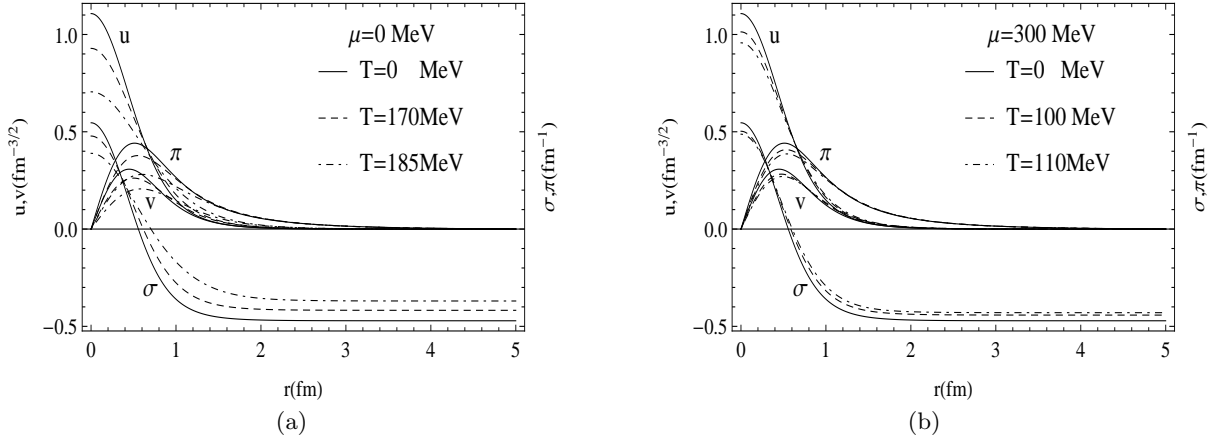 μ=0 MeV
T=0 MeV
T=170MeV
T=185MeV
u
π
v
σ
1.0
0.5
0.0
−0.5
0 1 2 3 4 5
u,v(fm−3/2)
σ,π(fm−1)
r(fm)
(a)
μ=300 MeV
T=0 MeV
T=100 MeV
T=110MeV
u
π
v
σ
1.0
0.5
0.0
−0.5
0 1 2 3 4 5
u,v(fm−3/2)
σ,π(fm−1)
r(fm)
(b)